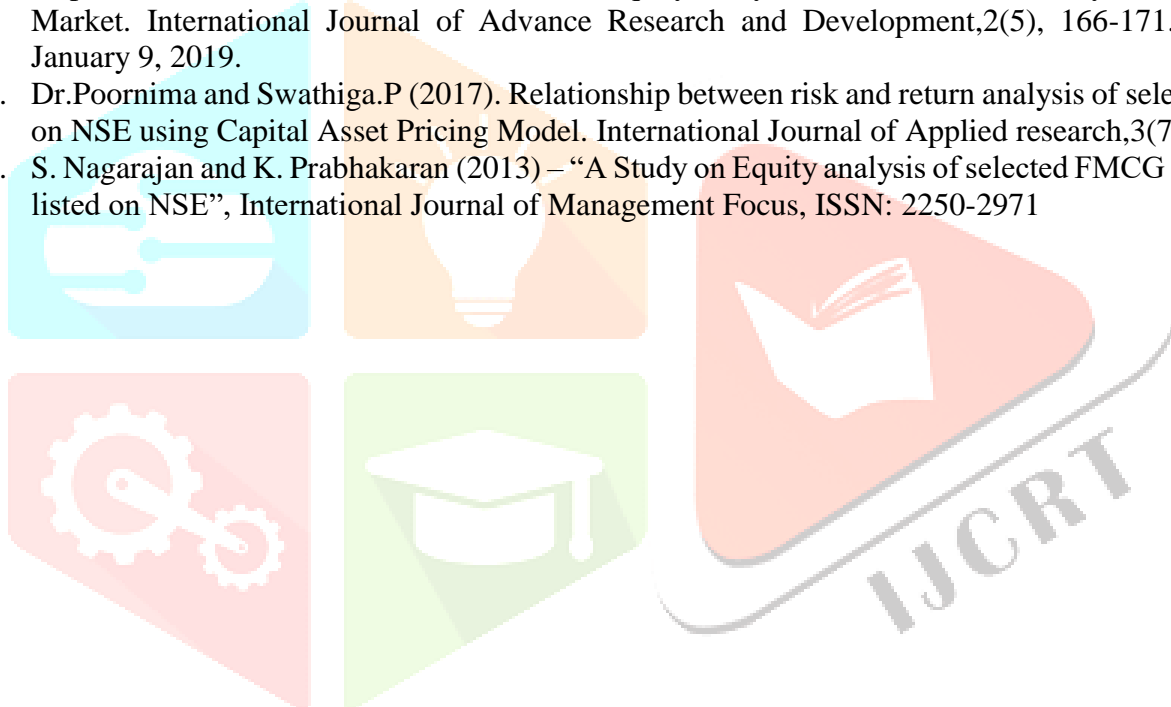 Market. International Journal of Advance Research and Development,2(5), 166-171.
January 9, 2019.
. Dr.Poornima and Swathiga.P (2017). Relationship between risk and return analysis of sele
on NSE using Capital Asset Pricing Model. International Journal of Applied research,3(7
. S. Nagarajan and K. Prabhakaran (2013) – “A Study on Equity analysis of selected FMCG
listed on NSE”, International Journal of Management Focus, ISSN: 2250-2971
IJCRT